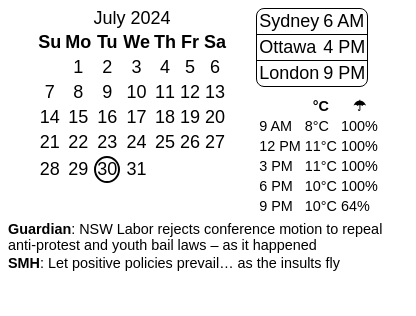 July 2024
Su Mo Tu We Th Fr Sa
1 2 3 4 5 6
7 8 9 10 11 12 13
14 15 16 17 18 19 20
21 22 23 24 25 26 27
28 29 30 31
Sydney 6 AM
Ottawa 4 PM
London 9 PM
°C ☂
9 AM 8°C 100%
12 PM 11°C 100%
3 PM 11°C 100%
6 PM 10°C 100%
9 PM 10°C 64%
Guardian: NSW Labor rejects conference motion to repeal
anti-protest and youth bail laws – as it happened
SMH: Let positive policies prevail… as the insults fly